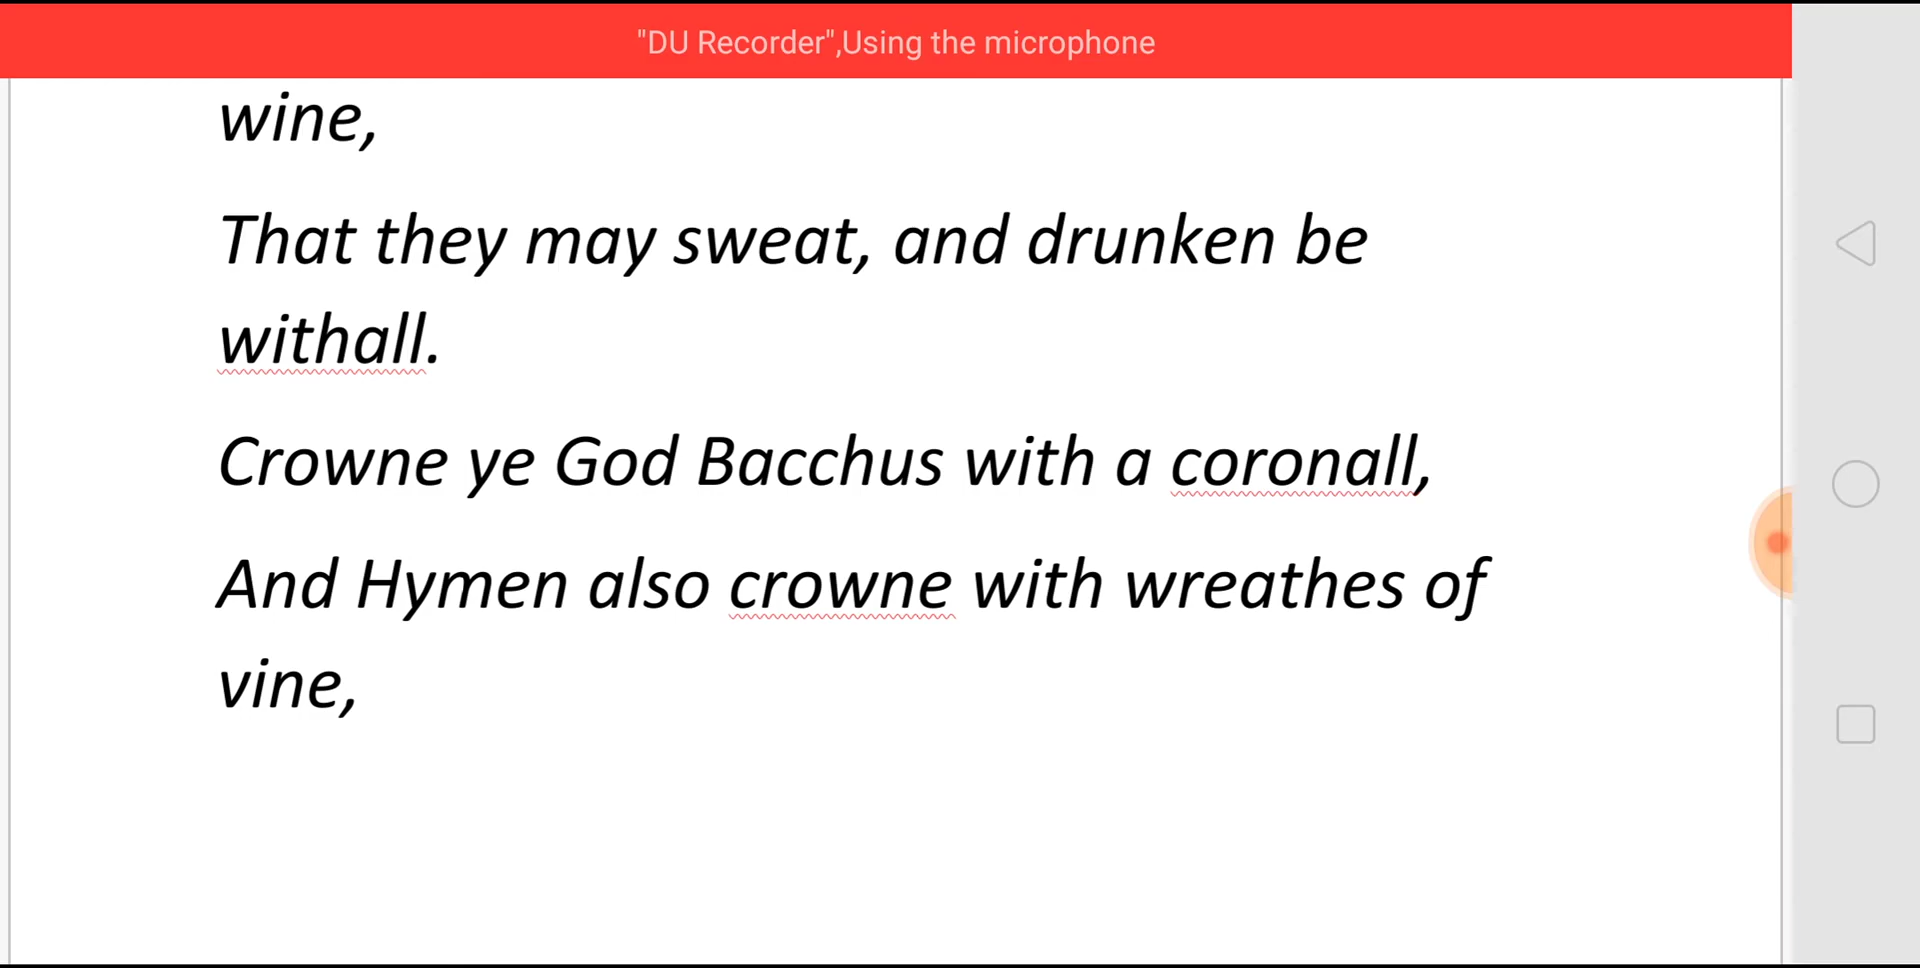 "DU Recorder",Using the microphone
wine,
That they may sweat, and drunken be
withall.
Crowne ye God Bacchus with a coronall,
And Hymen also crowne with wreathes of
vine,